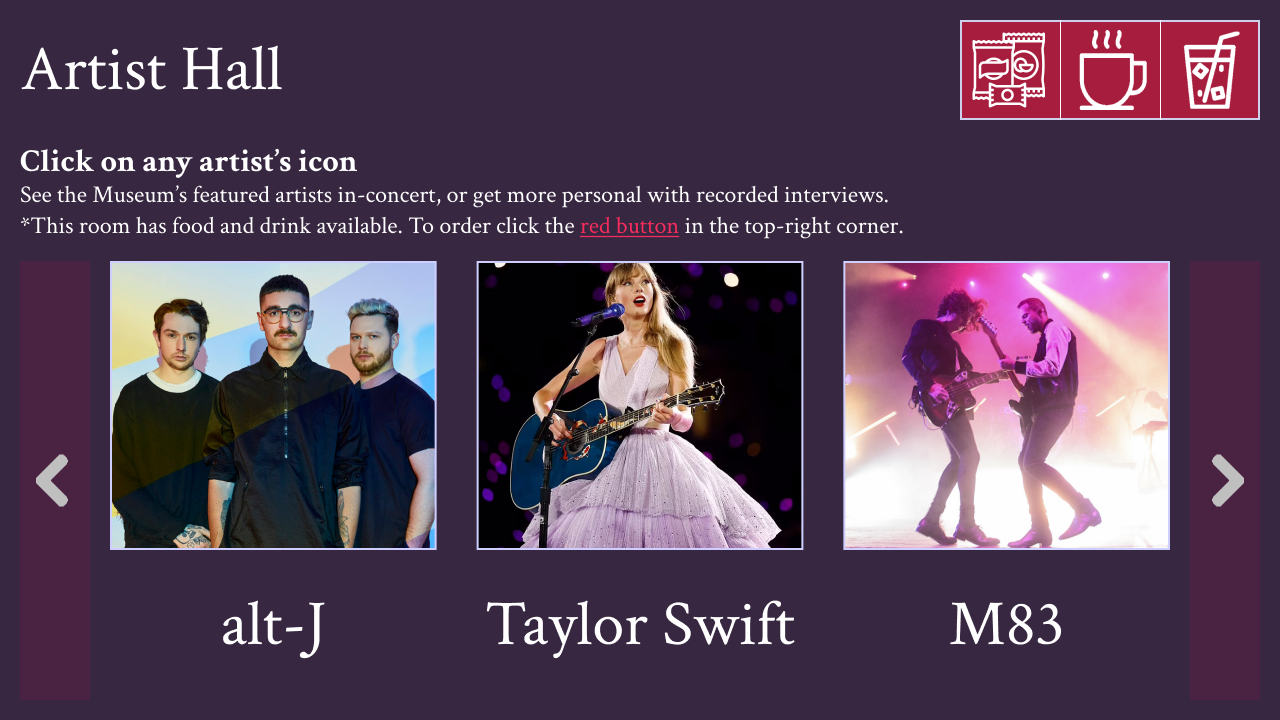 Artist Hall
Click on any artist’s icon
See the Museum’s featured artists in-concert, or get more personal with recorded interviews.
*This room has food and drink available. To order click the red button in the top-right corner.
alt-J
Taylor Swift
M83